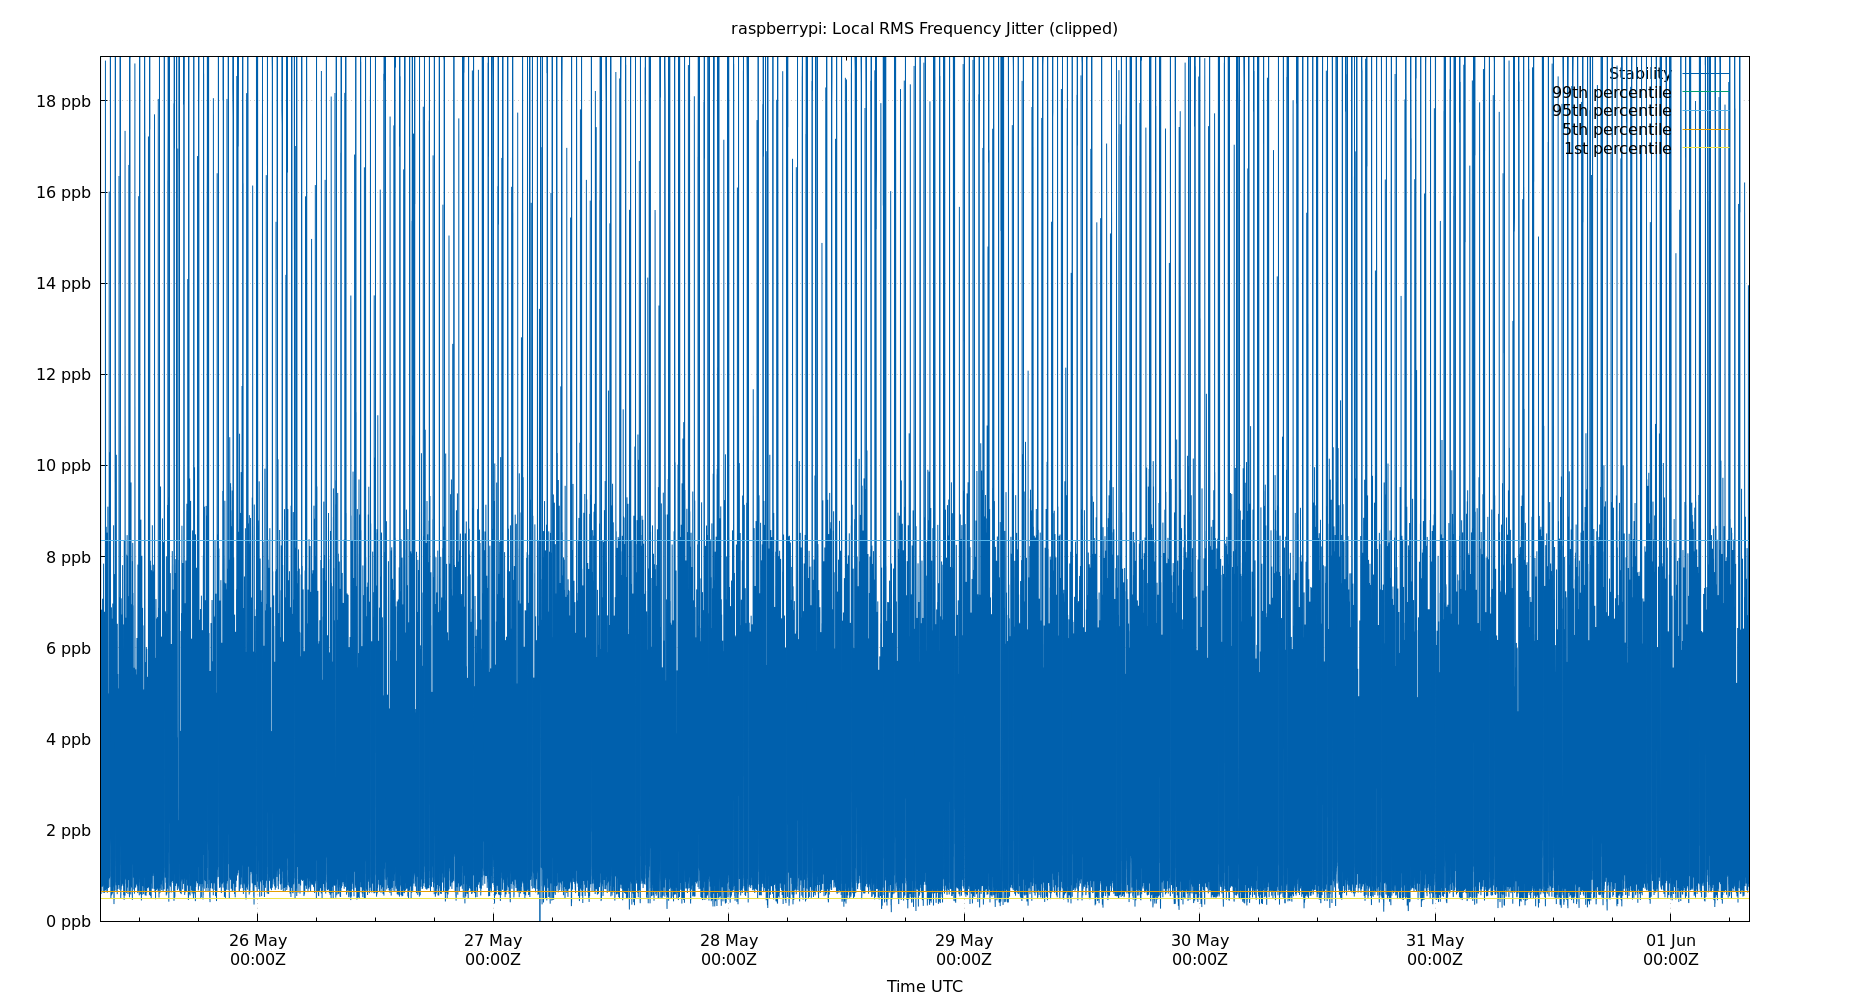 raspberrypi: Local RMS Frequency Jitter (clipped)
Stability
99th percentile
95th percentile
5th percentile
1st percentile
18 ppb
16 ppb
14 ppb
12 ppb
10 ppb
8 ppb
6 ppb
4 ppb
2 ppb
0 ppb
26 May 27 May 28 May 29 May 30 May 31 May 01 Jun
00:00Z 00:00Z 00:00Z 00:00Z 00:00Z 00:00Z 00:00Z
Time UTC